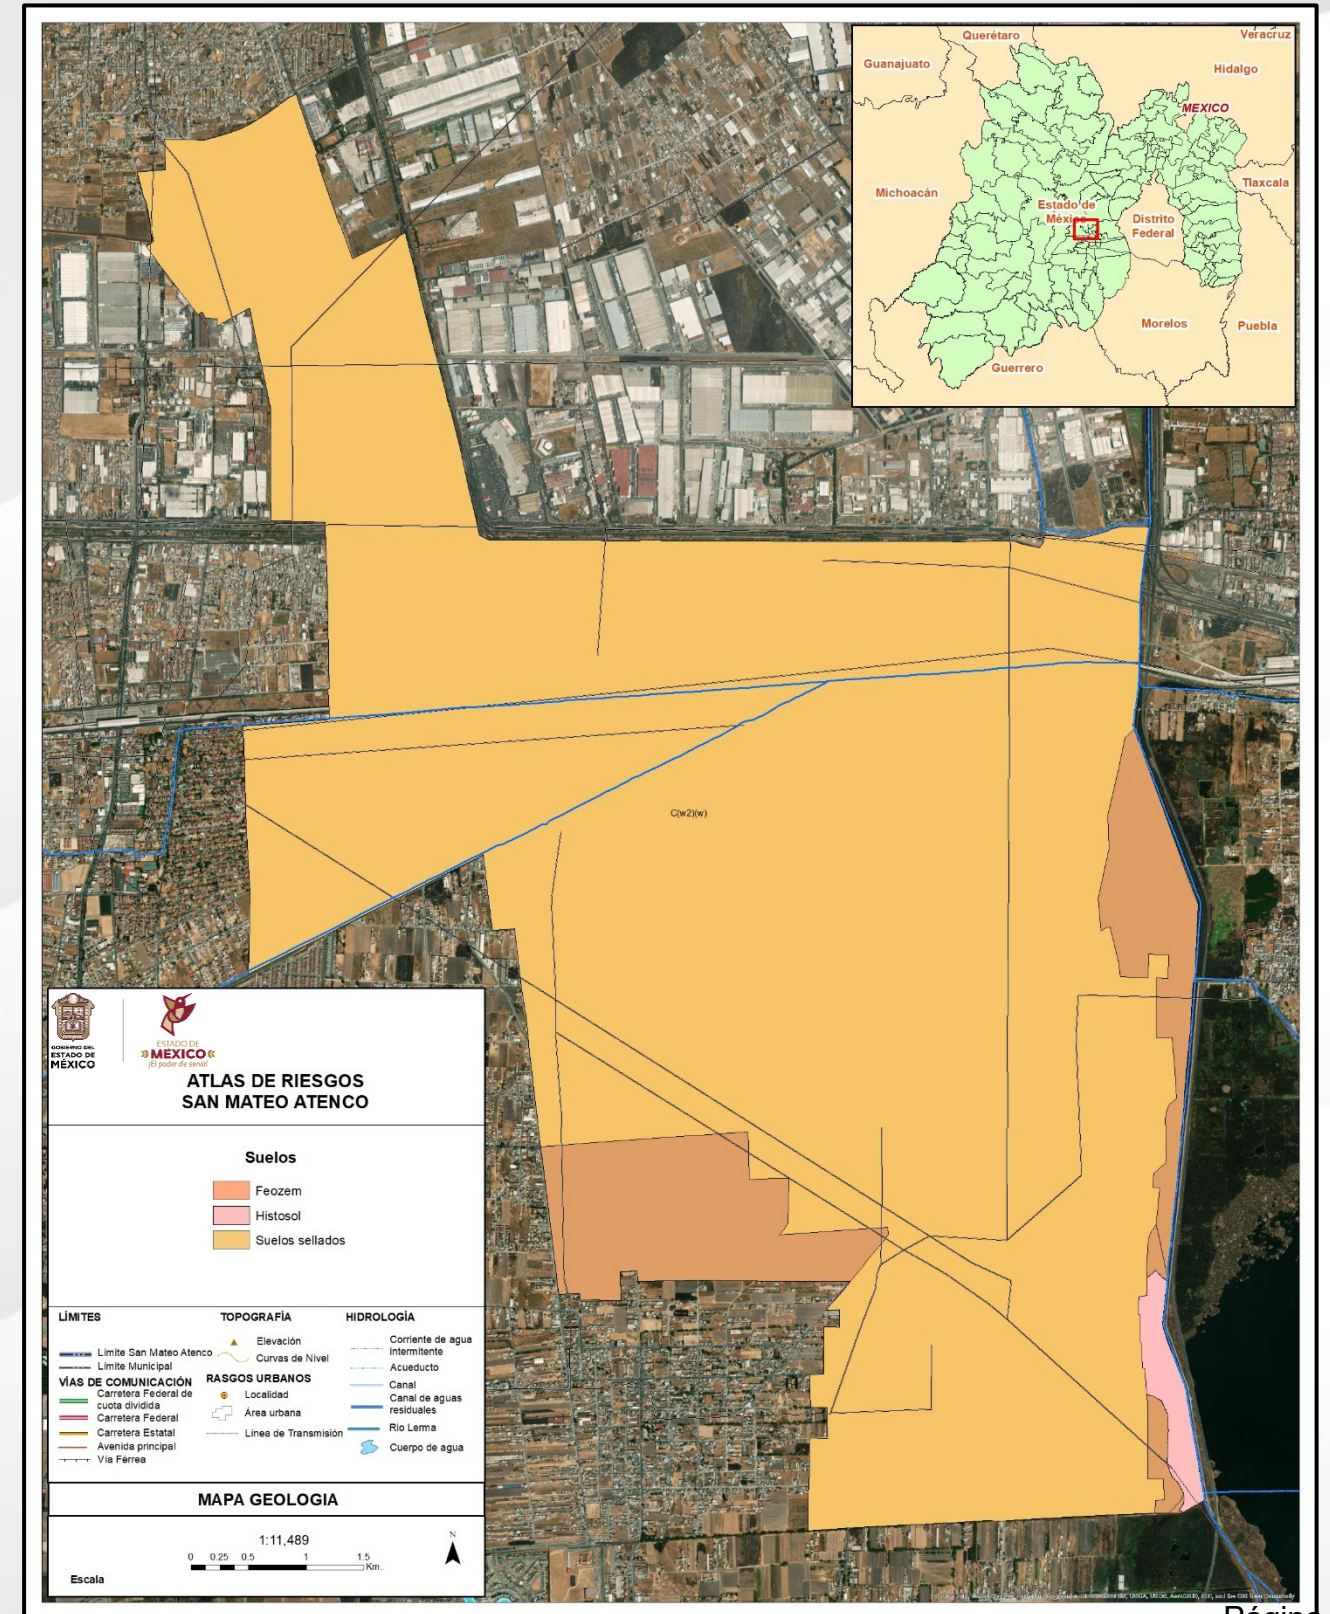 Querétaro
Veracruz
Guanajuato
Hidalgo
MEXICO
Michoacán
Tlaxcala
Estado de
Distrito
Federal
Morelos
Puebla
Guerrero
C(w2)(w)
GOBIERNO DEL
ESTADO DE
MÉXICO
ESTADO DE
MÉXICO
¡El poder de servir!
ATLAS DE RIESGOS
SAN MATEO ATENCO
Suelos
Feozem
Histosol
Suelos sellados
LÍMITES
Limite San Mateo Atenco
Límite Municipal
VÍAS DE COMUNICACIÓN
Carretera Federal de
cuota dividida
Carretera Federal
Carretera Estatal
Avenida principal
Vía Férrea
TOPOGRAFÍA
Elevación
Curvas de Nivel
RASGOS URBANOS
Localidad
Área urbana
Línea de Transmisión
HIDROLOGÍA
Corriente de agua
intermitente
Acueducto
Canal
Canal de aguas
residuales
Rio Lerma
Cuerpo de agua
MAPA GEOLOGIA
1:11,489
N
0 0.25 0.5 1 1.5
Km.
Escala